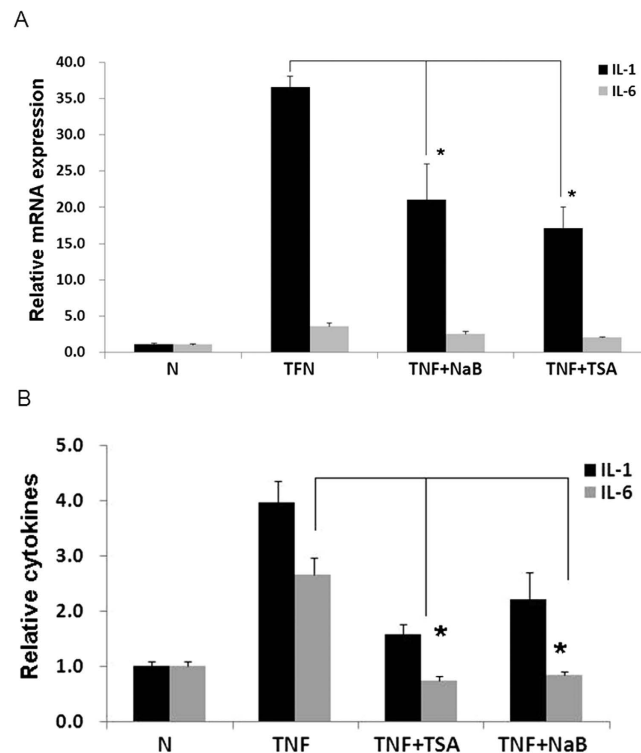 A
Relative mRNA expression
40.0
35.0
30.0
25.0
20.0
15.0
10.0
5.0
0.0
IL-1
IL-6
*
*
N TFN TNF+NaB TNF+TSA
B
Relative cytokines
5.0
4.0
3.0
2.0
1.0
0.0
IL-1
IL-6
*
*
N TNF TNF+TSA TNF+NaB